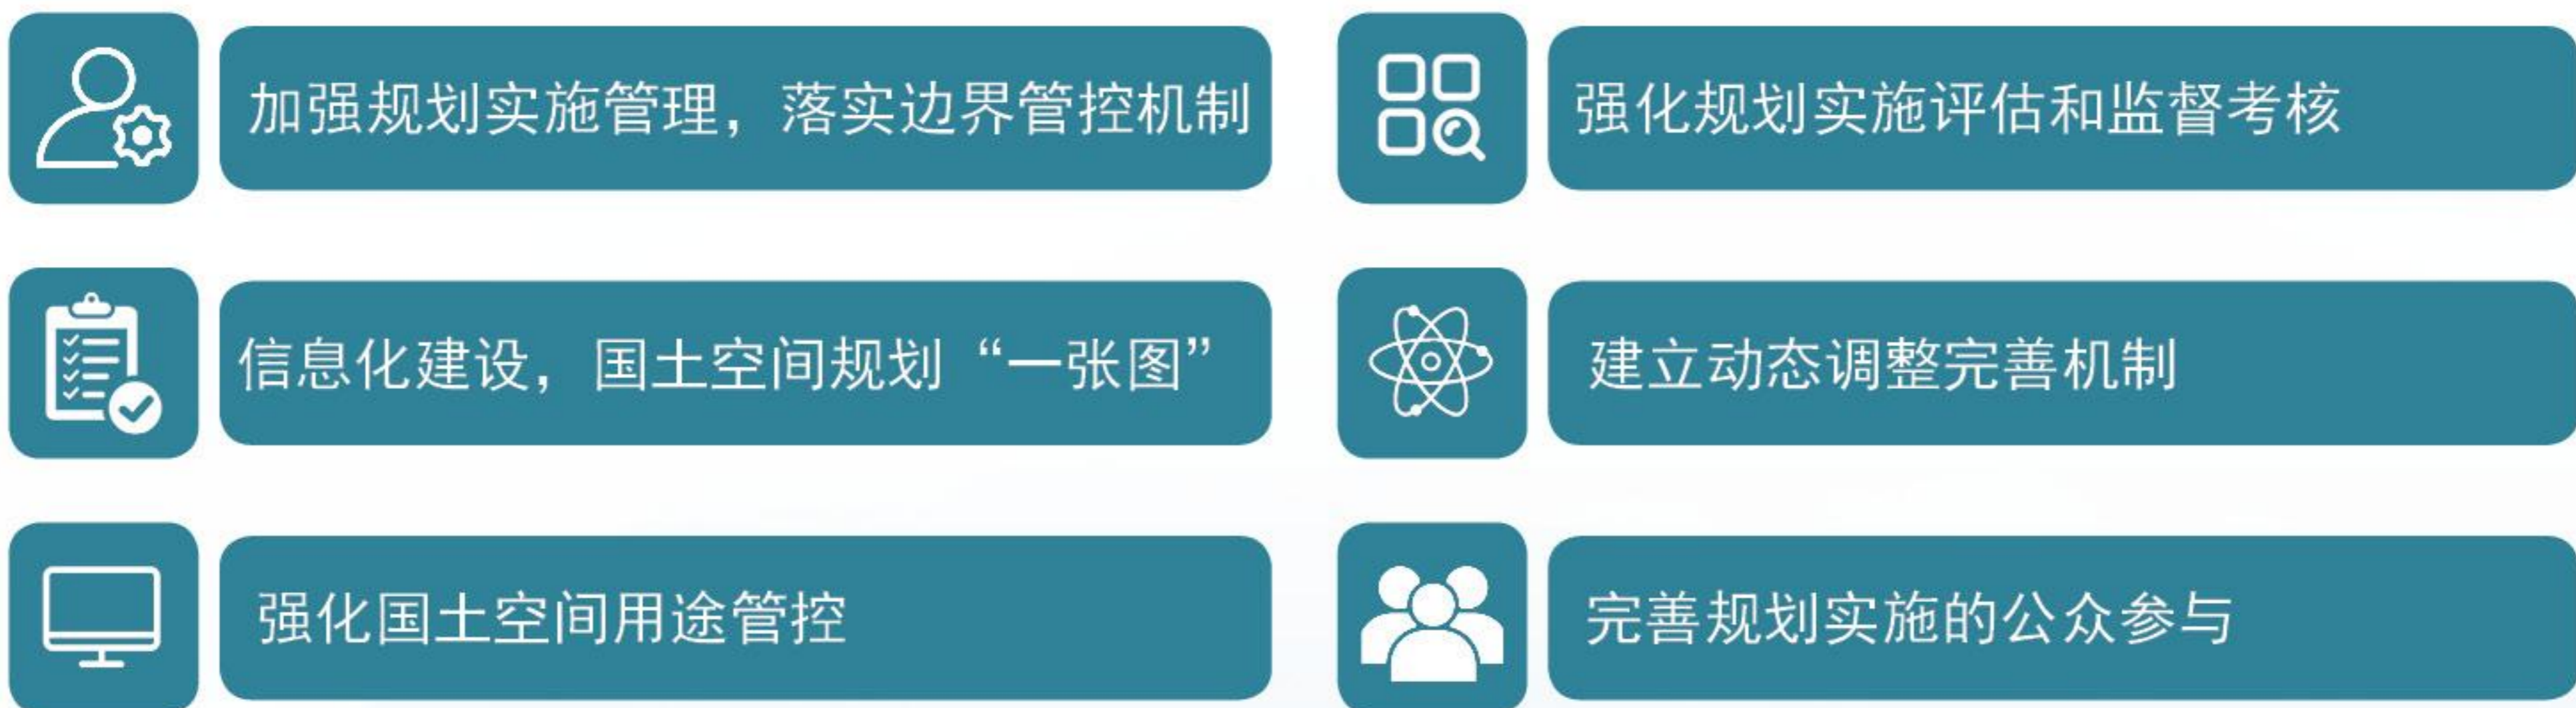 加强规划实施管理，落实边界管控机制
强化规划实施评估和监督考核
信息化建设，国土空间规划“一张图”
建立动态调整完善机制
强化国土空间用途管控
完善规划实施的公众参与